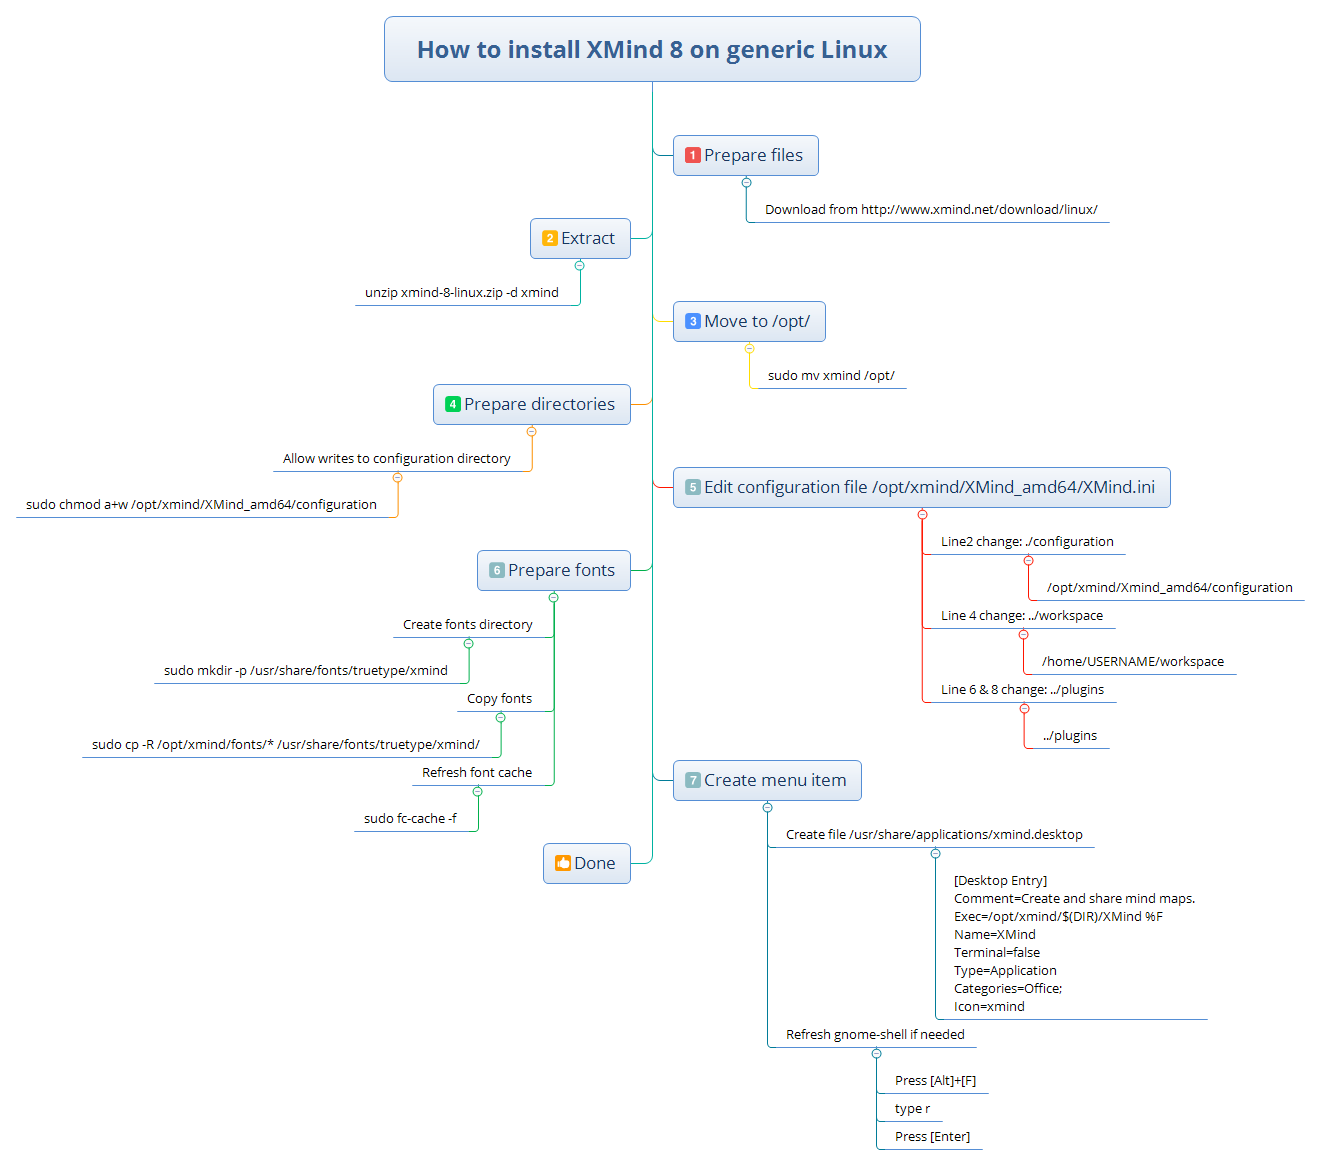 How to install XMind 8 on generic Linux
1 Prepare files
Download from http://www.xmind.net/download/linux/
2 Extract
unzip xmind-8-linux.zip -d xmind
3 Move to /opt/
sudo mv xmind /opt/
4 Prepare directories
Allow writes to configuration directory
sudo chmod a+w /opt/xmind/XMind_amd64/configuration
5 Edit configuration file /opt/xmind/XMind_amd64/XMind.ini
Line2 change: ./configuration
/opt/xmind/Xmind_amd64/configuration
Line 4 change: ../workspace
/home/USERNAME/workspace
Line 6 & 8 change: ../plugins
../plugins
6 Prepare fonts
Create fonts directory
sudo mkdir -p /usr/share/fonts/truetype/xmind
Copy fonts
sudo cp -R /opt/xmind/fonts/* /usr/share/fonts/truetype/xmind/
Refresh font cache
sudo fc-cache -f
7 Create menu item
Create file /usr/share/applications/xmind.desktop
[Desktop Entry]
Comment=Create and share mind maps.
Exec=/opt/xmind/$(DIR)/XMind %F
Name=XMind
Terminal=false
Type=Application
Categories=Office;
Icon=xmind
Refresh gnome-shell if needed
Press [Alt]+[F]
type r
Press [Enter]
Done